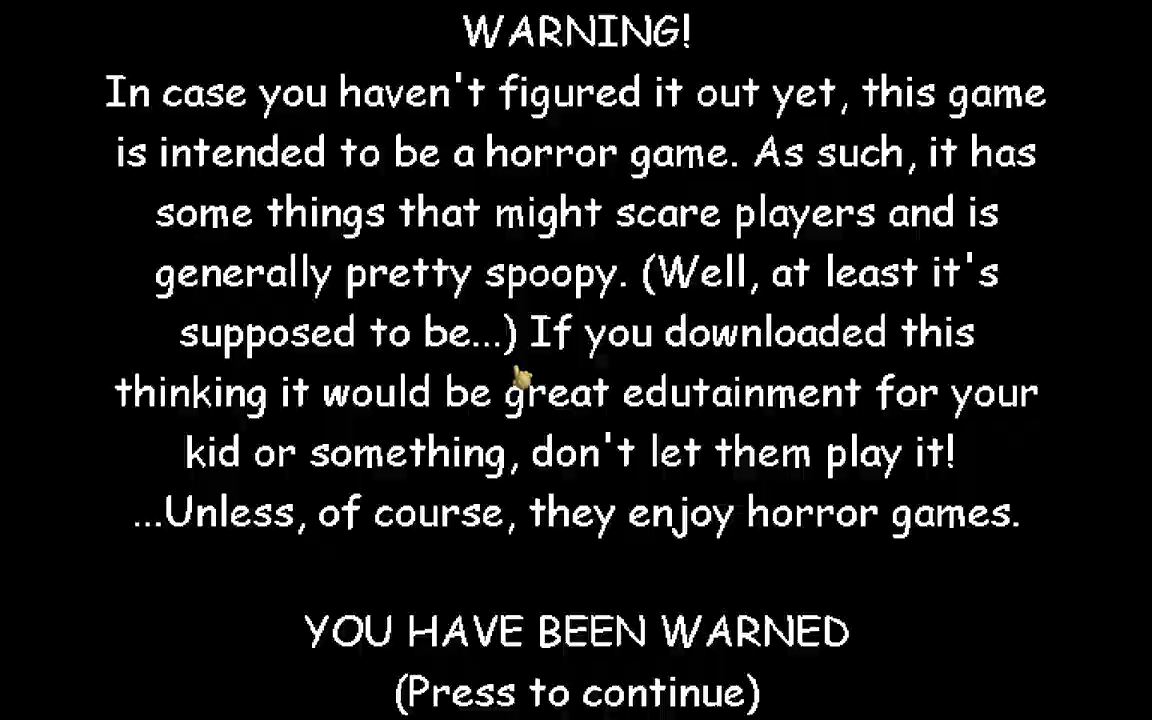 WARNING!
In case you haven't figured it out yet, this game
is intended to be a horror game. As such, it has
some things that might scare players and is
generally pretty spoopy. (Well, at least it's
supposed to be...) If you downloaded this
thinking it would be great edutainment for your
kid or something, don't let them play it!
...Unless, of course, they enjoy horror games.
YOU HAVE BEEN WARNED
(Press to continue)